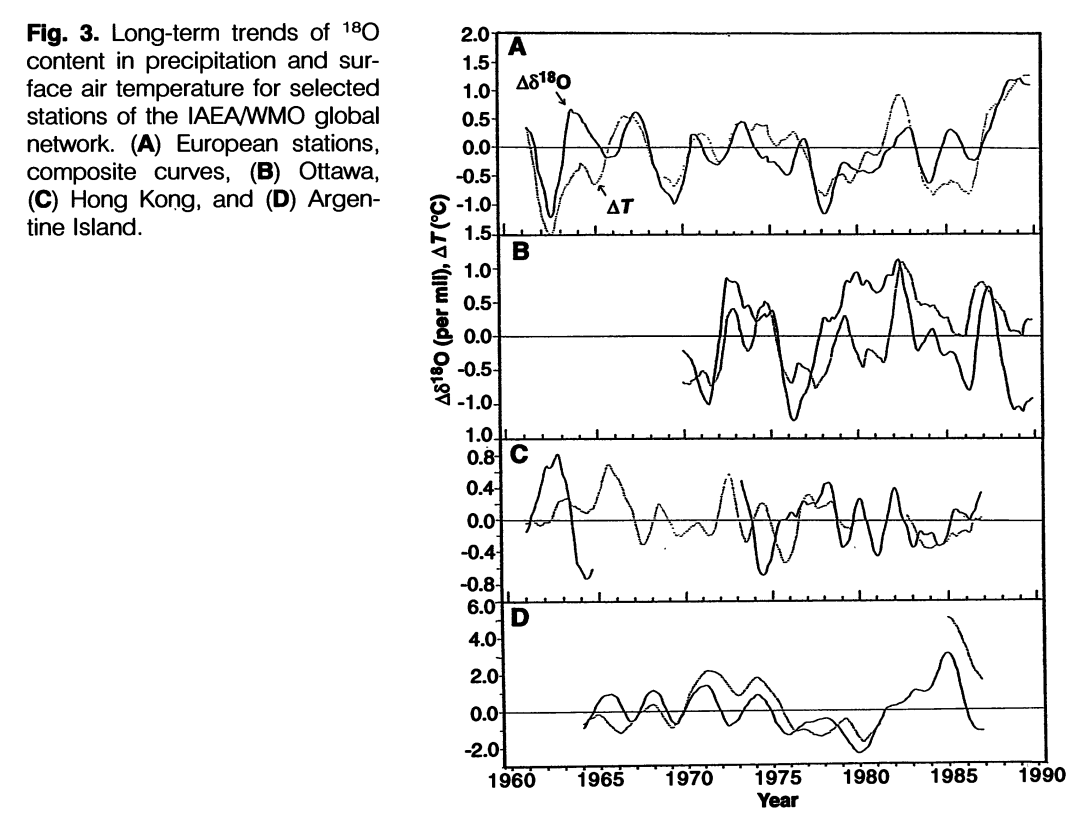 Fig. 3. Long-term trends of ¹⁸O
content in precipitation and sur-
face air temperature for selected
stations of the IAEA/WMO global
network. (A) European stations,
composite curves, (B) Ottawa,
(C) Hong Kong, and (D) Argen-
tine Island.
Δδ¹⁸O (per mil), ΔT (°C)
2.0
A
1.5
Δδ¹⁸O
1.0
0.5
0.0
-0.5
ΔT
-1.0
1.5
B
1.0
0.5
0.0
-0.5
-1.0
1.0
C
0.8
0.4
0.0
-0.4
-0.8
6.0
D
4.0
2.0
0.0
-2.0
1960 1965 1970 1975 1980 1985 1990
Year